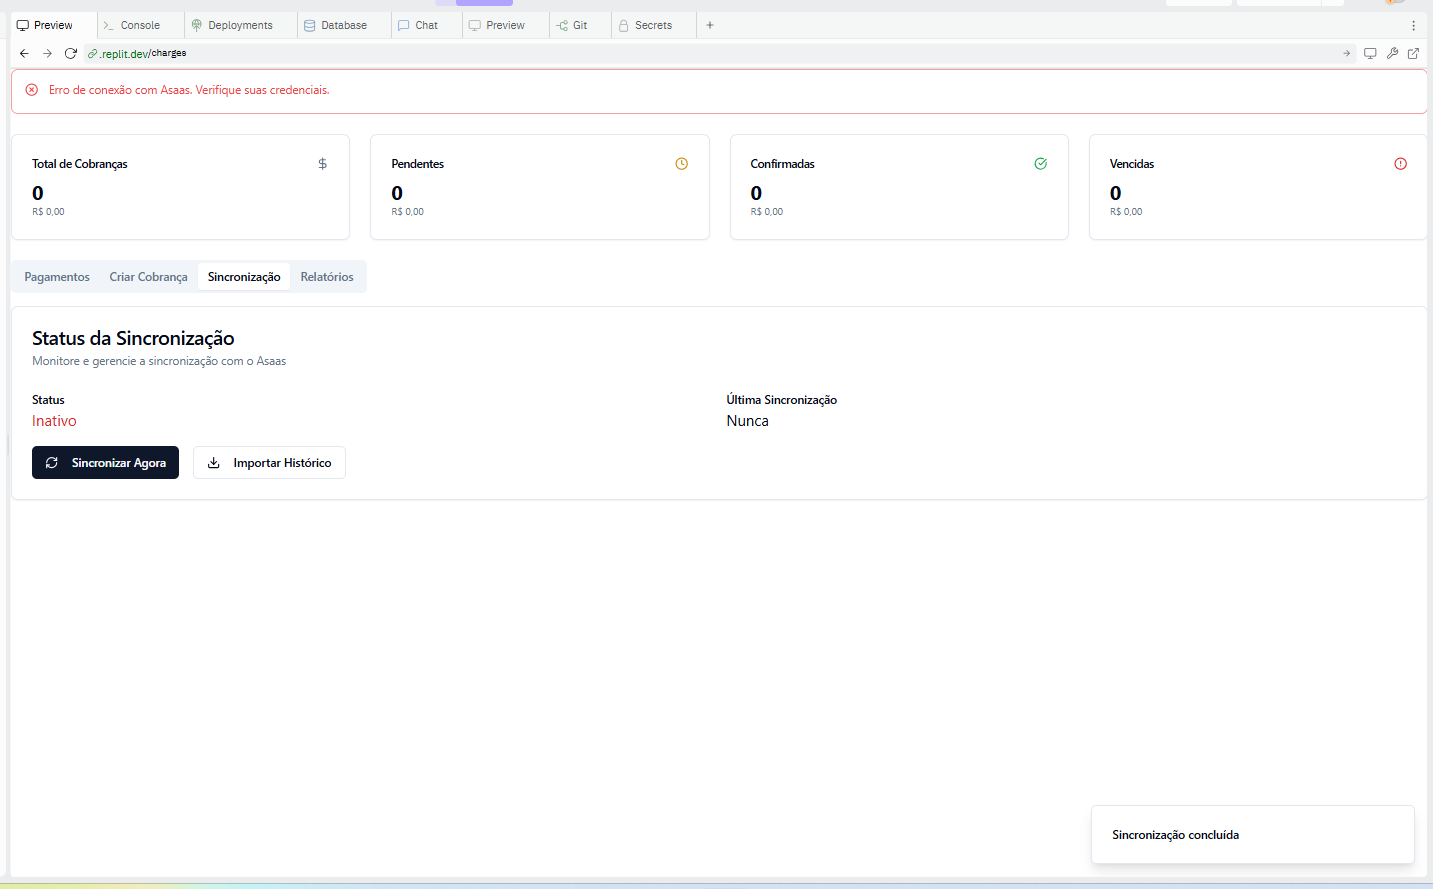 Preview
Console
Deployments
Database
Chat
Preview
Git
Secrets
.replit.dev/charges
Erro de conexão com Asaas. Verifique suas credenciais.
Total de Cobranças
$
0
R$ 0,00
Pendentes
0
R$ 0,00
Confirmadas
0
R$ 0,00
Vencidas
0
R$ 0,00
Pagamentos
Criar Cobrança
Sincronização
Relatórios
Status da Sincronização
Monitore e gerencie a sincronização com o Asaas
Status
Inativo
Última Sincronização
Nunca
Sincronizar Agora
Importar Histórico
Sincronização concluída